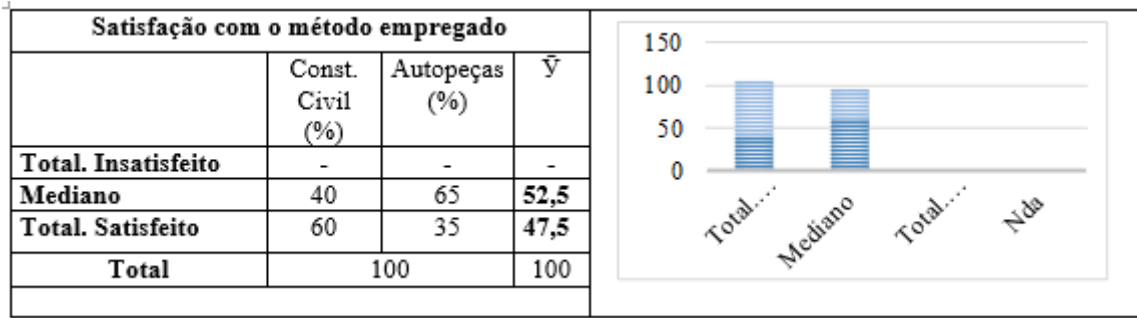 Satisfação com o método empregado
Const. Civil (%) Autopeças (%) Ȳ
Total. Insatisfeito - - -
Mediano 40 65 52,5
Total. Satisfeito 60 35 47,5
Total 100 100
150
100
50
0
Total.... Mediano Total.... Nda